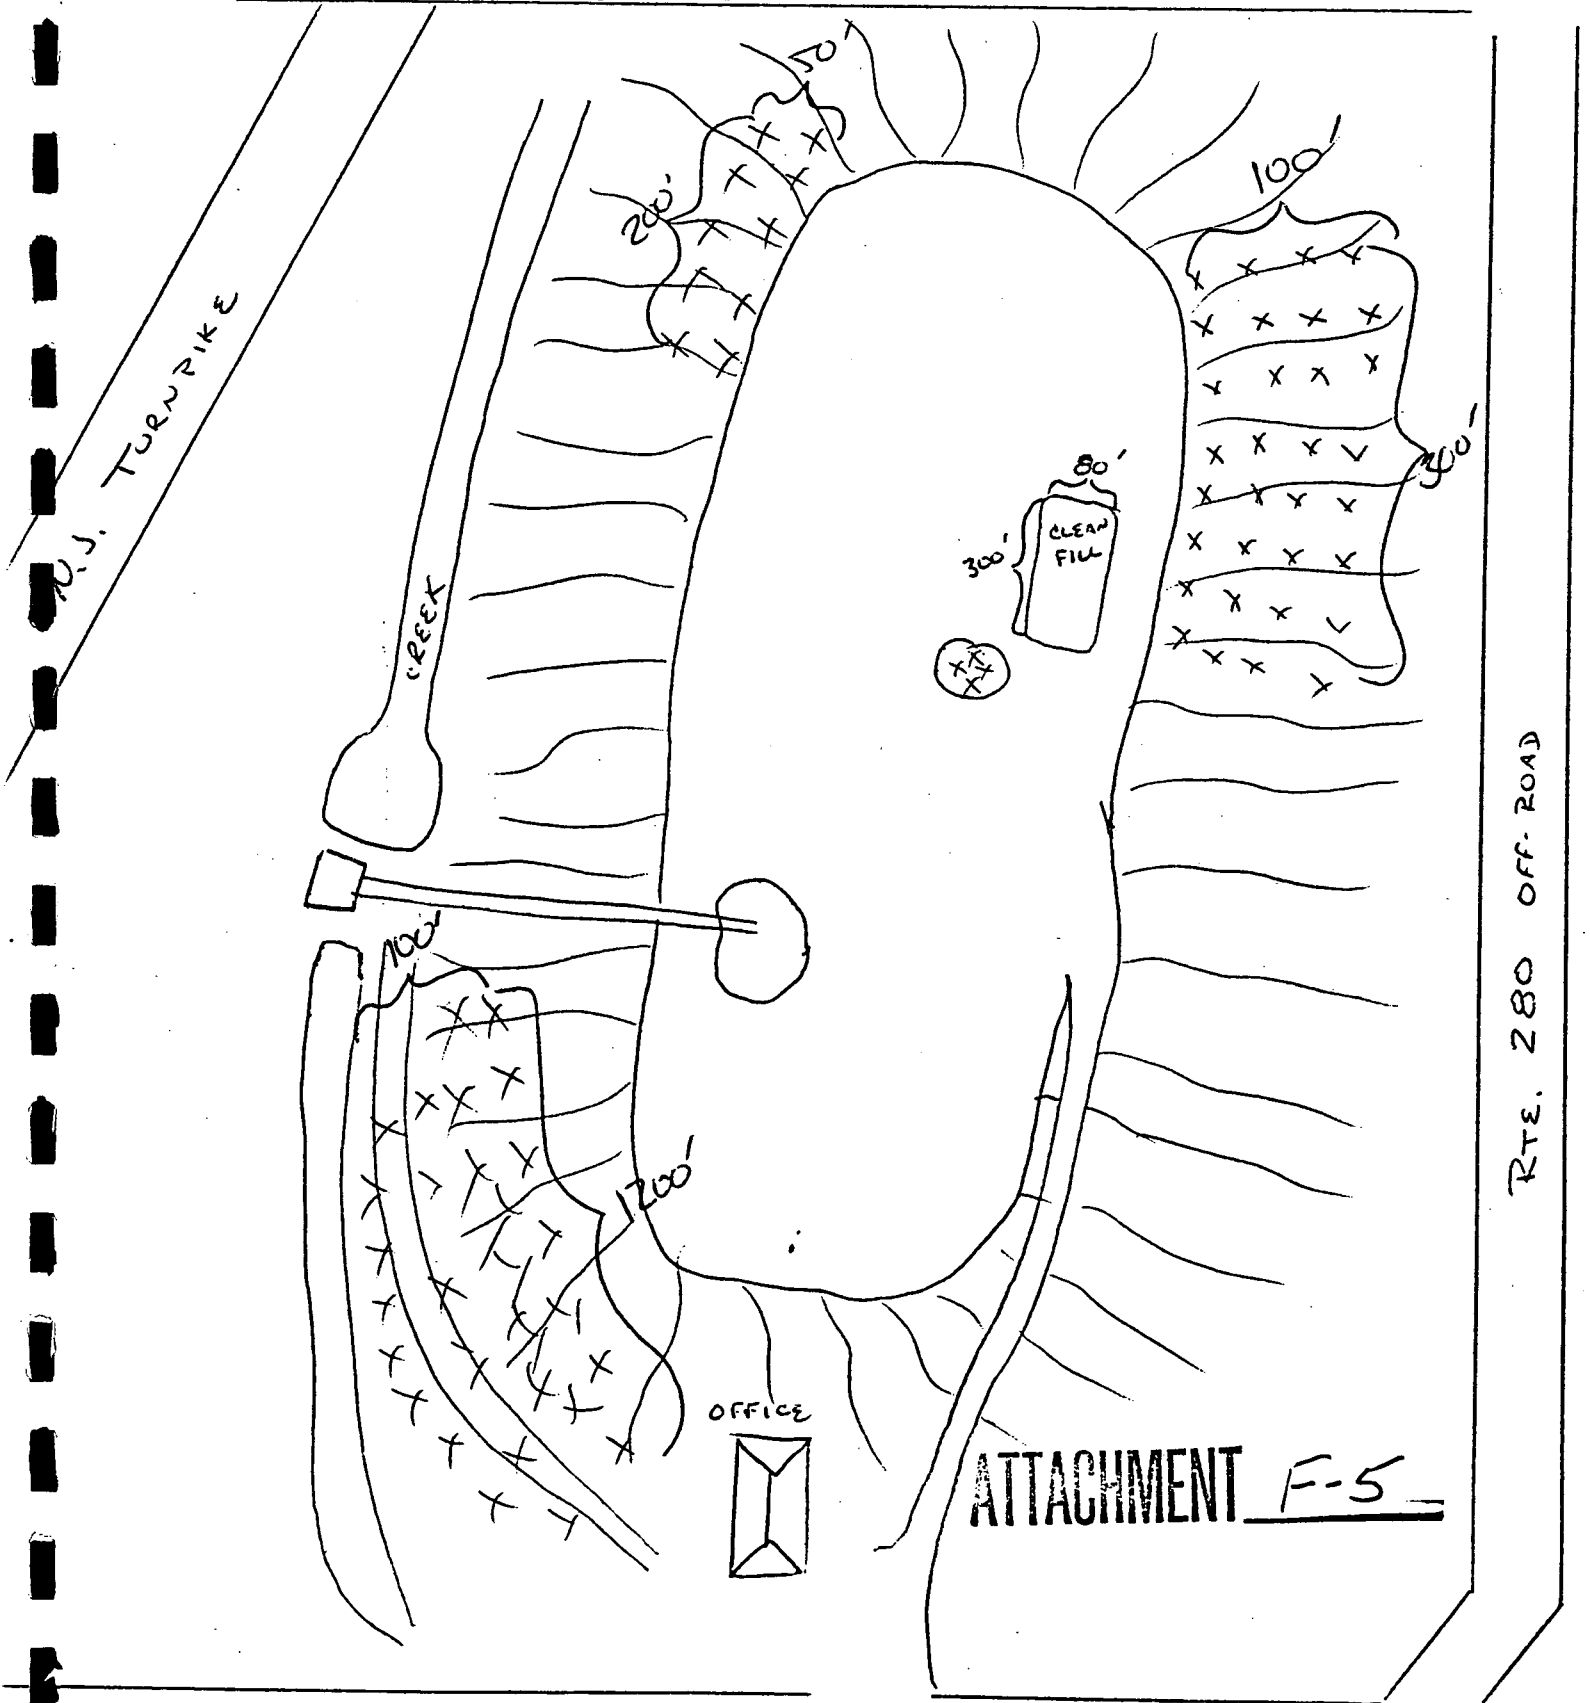 50'
100'
200'
N.J. TURNPIKE
300'
80'
CLEAN
FILL
300'
CREEK
RTE. 280 OFF-ROAD
100'
1200'
OFFICE
ATTACHMENT F-5